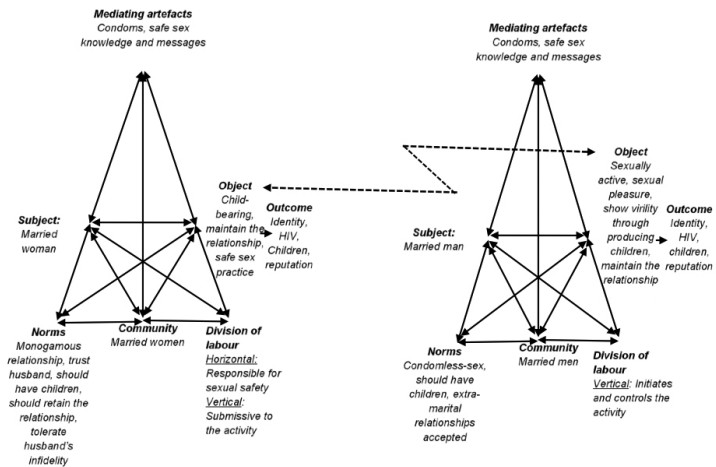 Mediating artefacts
Condoms, safe sex
knowledge and messages
Subject:
Married
woman
Object
Child-
bearing,
maintain the
relationship,
safe sex
practice
Outcome
Identity,
HIV,
Children,
reputation
Norms
Monogamous
relationship, trust
husband, should
have children,
should retain the
relationship,
tolerate
husband's
infidelity
Community
Married women
Division of
labour
Horizontal:
Responsible for
sexual safety
Vertical:
Submissive to
the activity
Mediating artefacts
Condoms, safe sex
knowledge and messages
Subject:
Married man
Object
Sexually
active, sexual
pleasure,
show virility
through
producing
children,
maintain the
relationship
Outcome
Identity,
HIV,
children,
reputation
Norms
Condomless-sex,
should have
children, extra-
marital
relationships
accepted
Community
Married men
Division of
labour
Vertical: Initiates
and controls the
activity